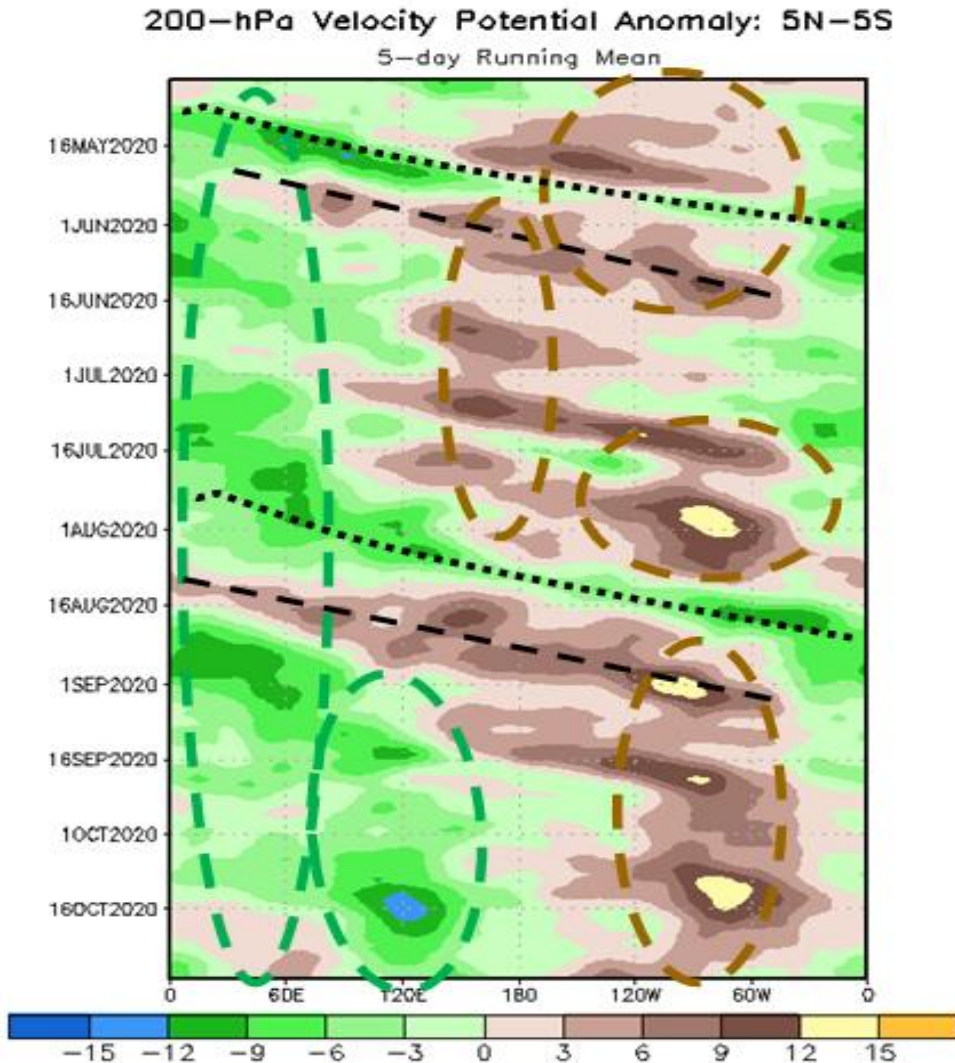 200-hPa Velocity Potential Anomaly: 5N-5S
5-day Running Mean
16MAY2020
1JUN2020
16JUN2020
1JUL2020
16JUL2020
1AUG2020
16AUG2020
1SEP2020
16SEP2020
1OCT2020
16OCT2020
0 60E 120E 180 120W 60W 0
-15 -12 -9 -6 -3 0 3 6 9 12 15